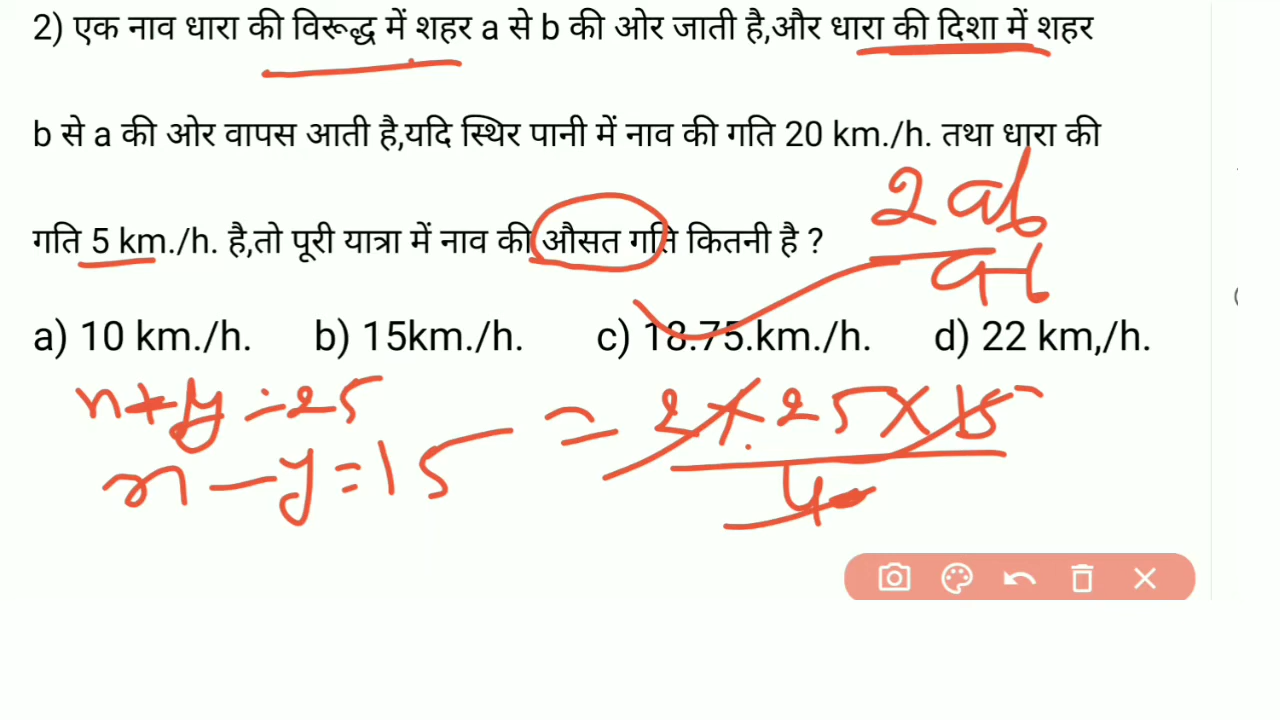 2) एक नाव धारा की विरूद्ध में शहर a से b की ओर जाती है,और धारा की दिशा में शहर
b से a की ओर वापस आती है,यदि स्थिर पानी में नाव की गति 20 km./h. तथा धारा की
गति 5 km./h. है,तो पूरी यात्रा में नाव की औसत गति कितनी है ?
2ab
a+b
a) 10 km./h. b) 15km./h. c) 18.75.km./h. d) 22 km,/h.
x+y=25
x-y=15
= 2×25×15
40